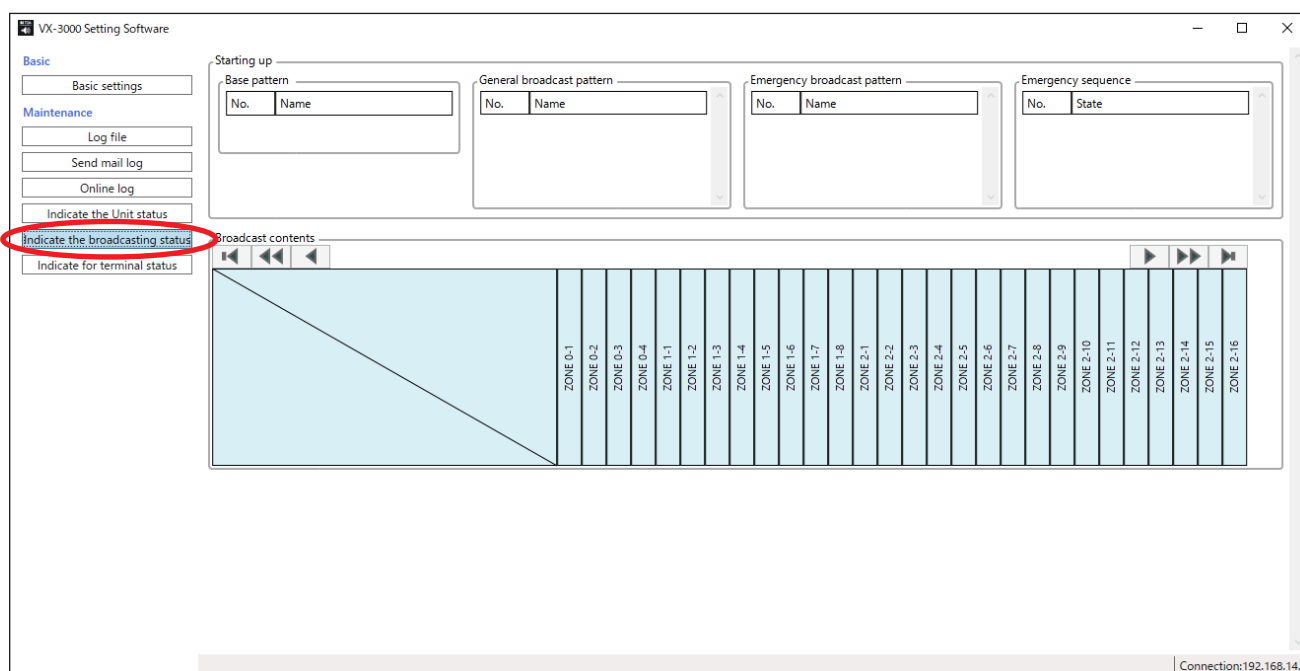 VX-3000 Setting Software
Basic
Basic settings
Maintenance
Log file
Send mail log
Online log
Indicate the Unit status
Indicate the broadcasting status
Indicate for terminal status
Starting up
Base pattern
No. Name
General broadcast pattern
No. Name
Emergency broadcast pattern
No. Name
Emergency sequence
No. State
Broadcast contents
ZONE 0-1
ZONE 0-2
ZONE 0-3
ZONE 0-4
ZONE 1-1
ZONE 1-2
ZONE 1-3
ZONE 1-4
ZONE 1-5
ZONE 1-6
ZONE 1-7
ZONE 1-8
ZONE 2-1
ZONE 2-2
ZONE 2-3
ZONE 2-4
ZONE 2-5
ZONE 2-6
ZONE 2-7
ZONE 2-8
ZONE 2-9
ZONE 2-10
ZONE 2-11
ZONE 2-12
ZONE 2-13
ZONE 2-14
ZONE 2-15
ZONE 2-16
Connection:192.168.14.